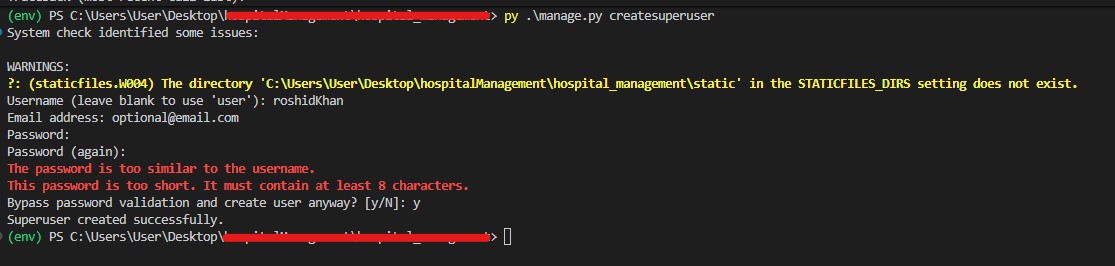 (env) PS C:\Users\User\Desktop\ > py .\manage.py createsuperuser
System check identified some issues:
WARNINGS:
?: (staticfiles.W004) The directory 'C:\Users\User\Desktop\hospitalManagement\hospital_management\static' in the STATICFILES_DIRS setting does not exist.
Username (leave blank to use 'user'): roshidKhan
Email address: optional@email.com
Password:
Password (again):
The password is too similar to the username.
This password is too short. It must contain at least 8 characters.
Bypass password validation and create user anyway? [y/N]: y
Superuser created successfully.
(env) PS C:\Users\User\Desktop\ >